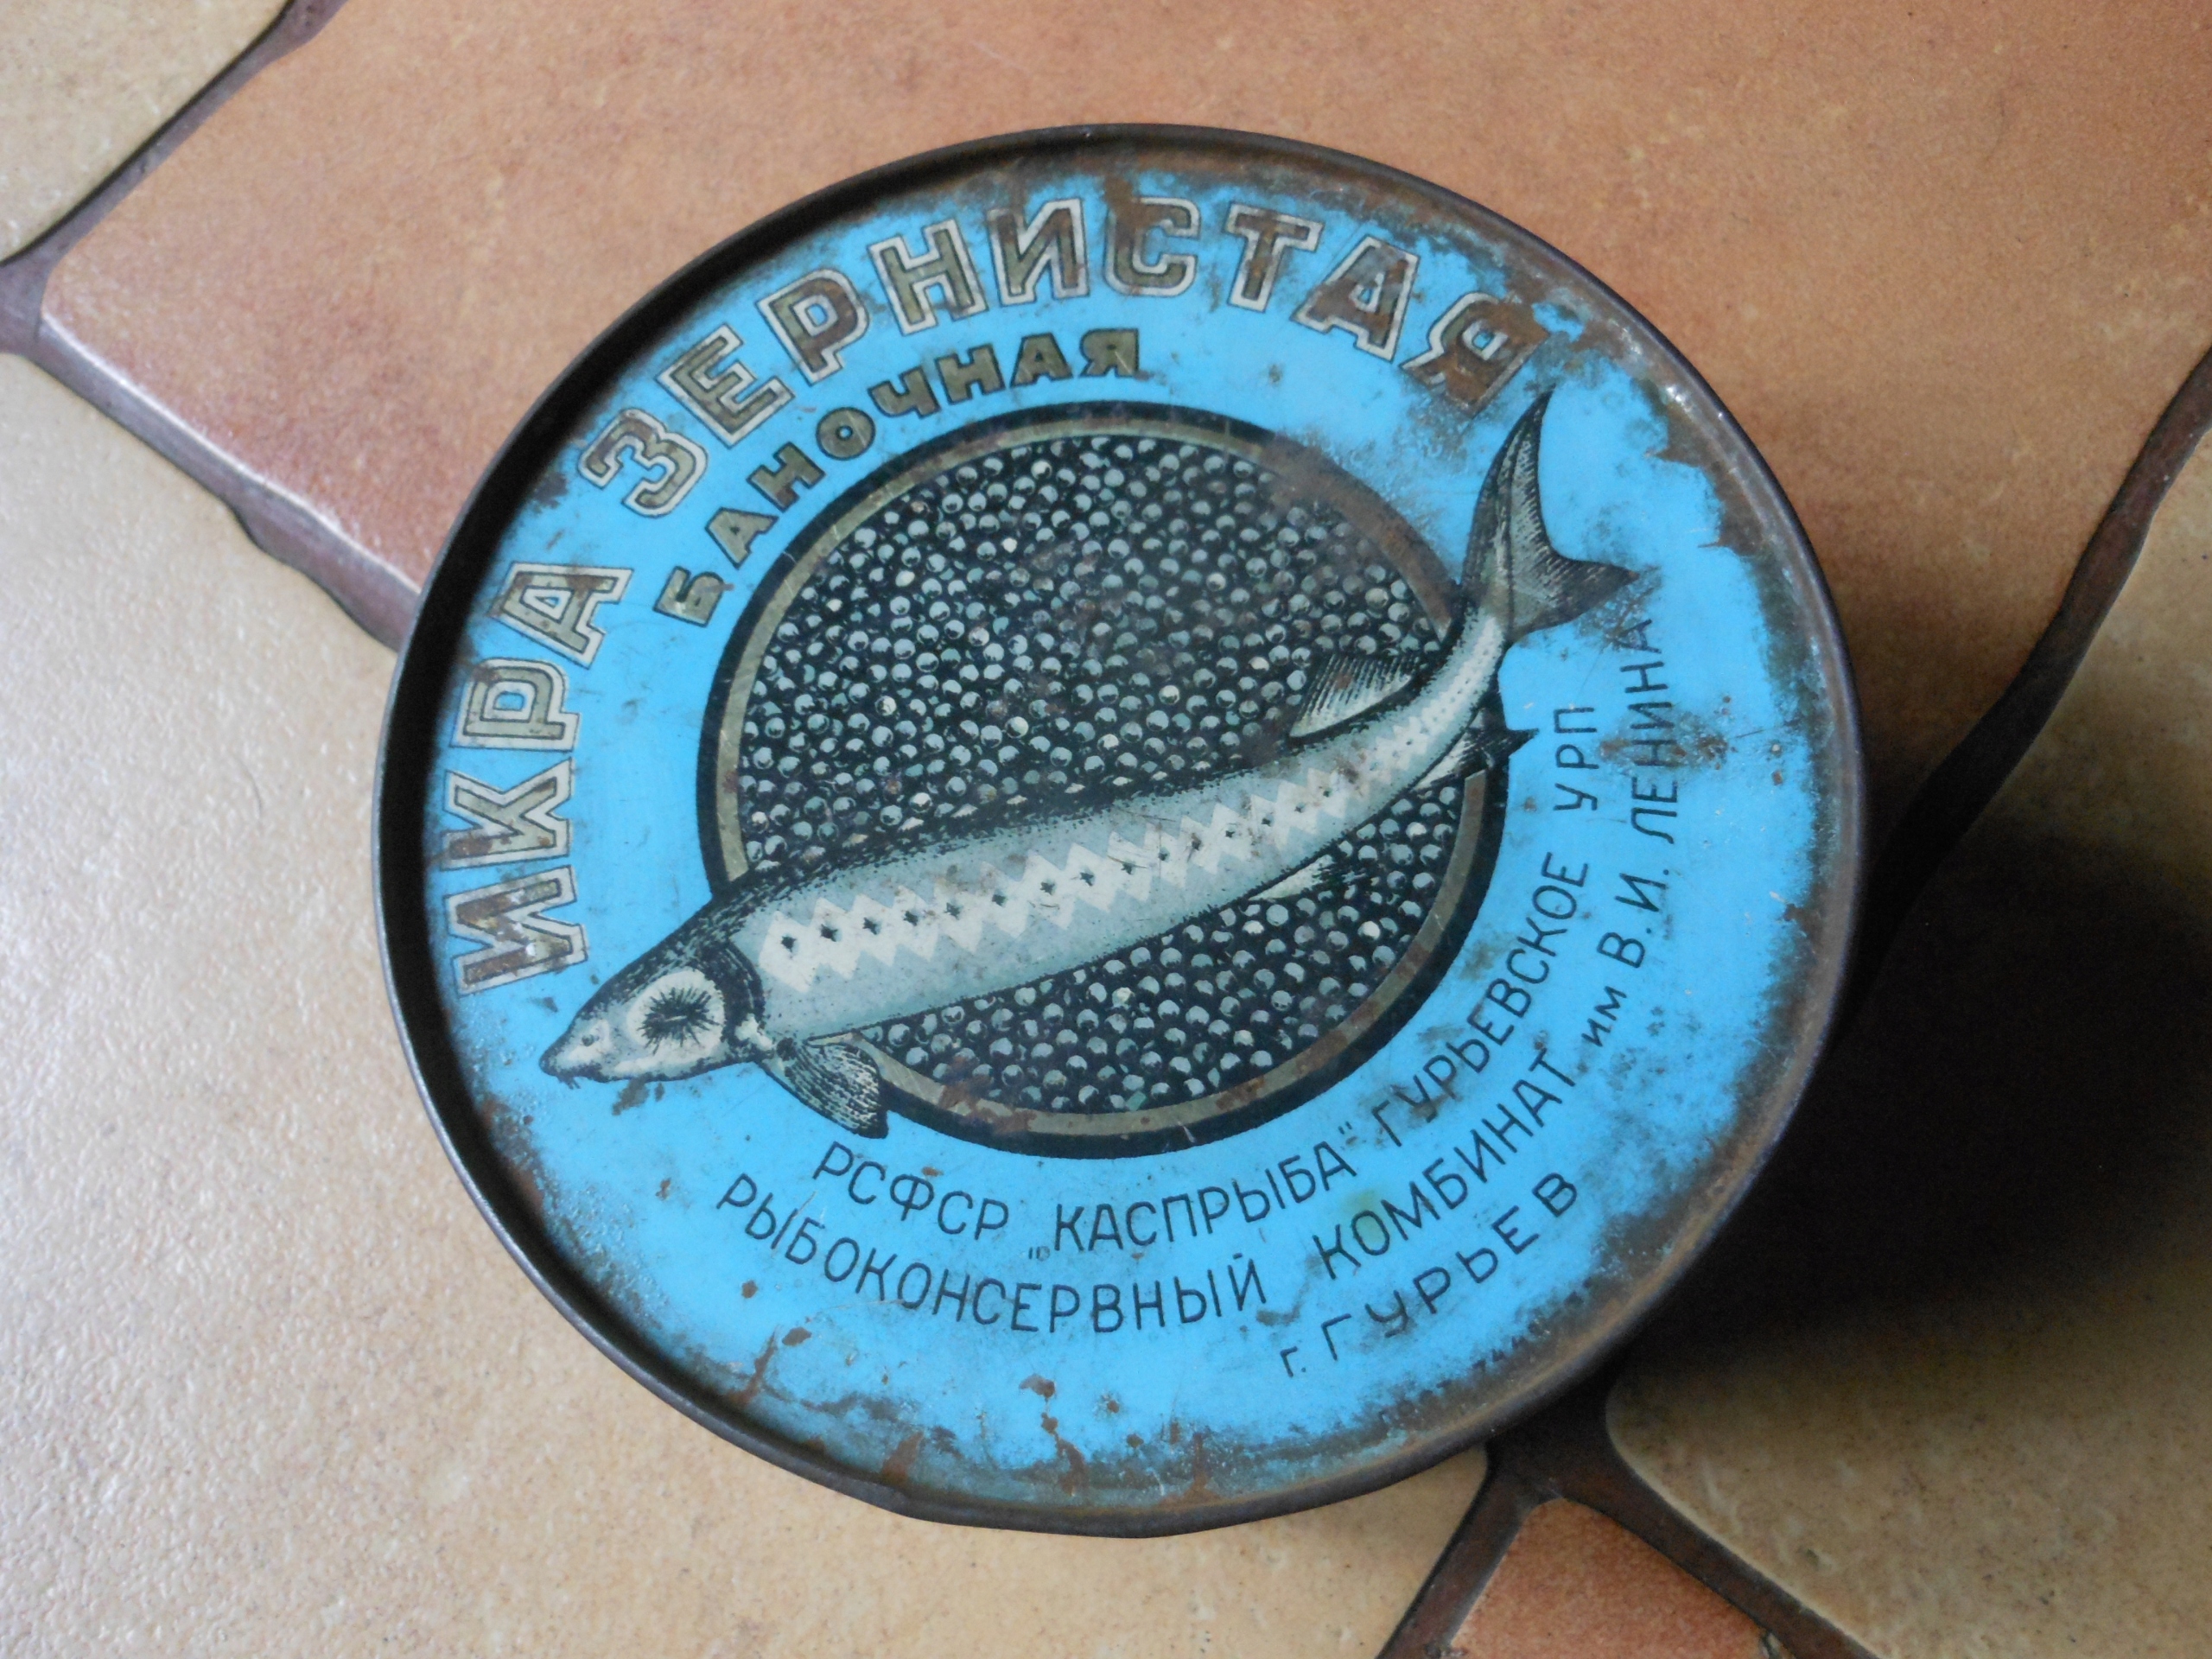 ИКРА ЗЕРНИСТАЯ
БАНОЧНАЯ
РСФСР „КАСПРЫБА" ГУРЬЕВСКОЕ УРП
РЫБОКОНСЕРВНЫЙ КОМБИНАТ им В. И. ЛЕНИНА
г. ГУРЬЕВ